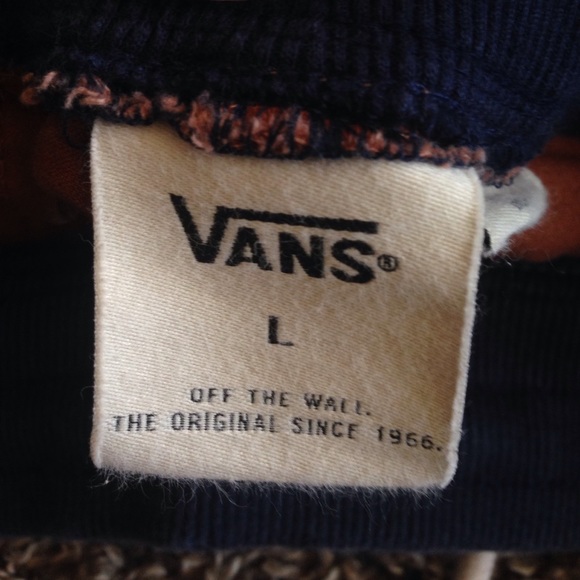 VANS®
L
OFF THE WALL.
THE ORIGINAL SINCE 1966.